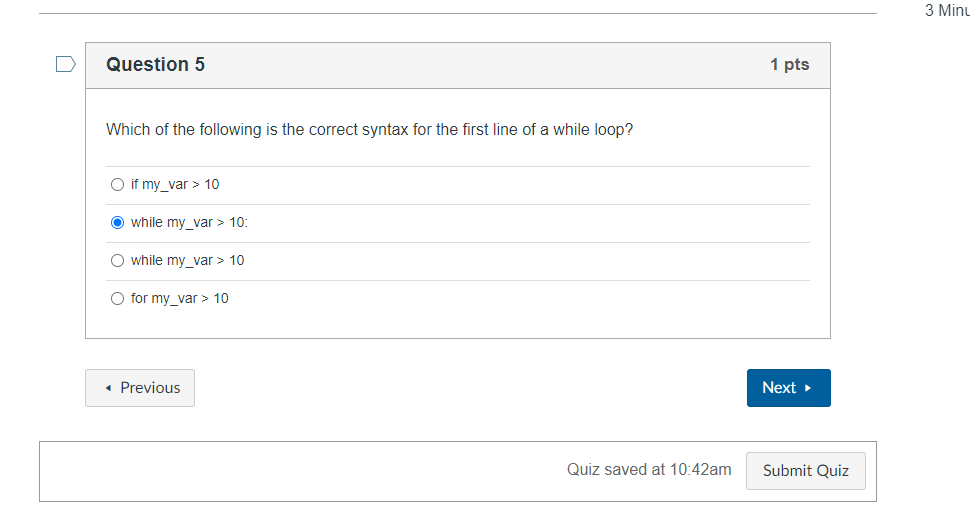 3 Minu
Question 5
1 pts
Which of the following is the correct syntax for the first line of a while loop?
if my_var > 10
while my_var > 10:
while my_var > 10
for my_var > 10
◂ Previous
Next ▸
Quiz saved at 10:42am
Submit Quiz